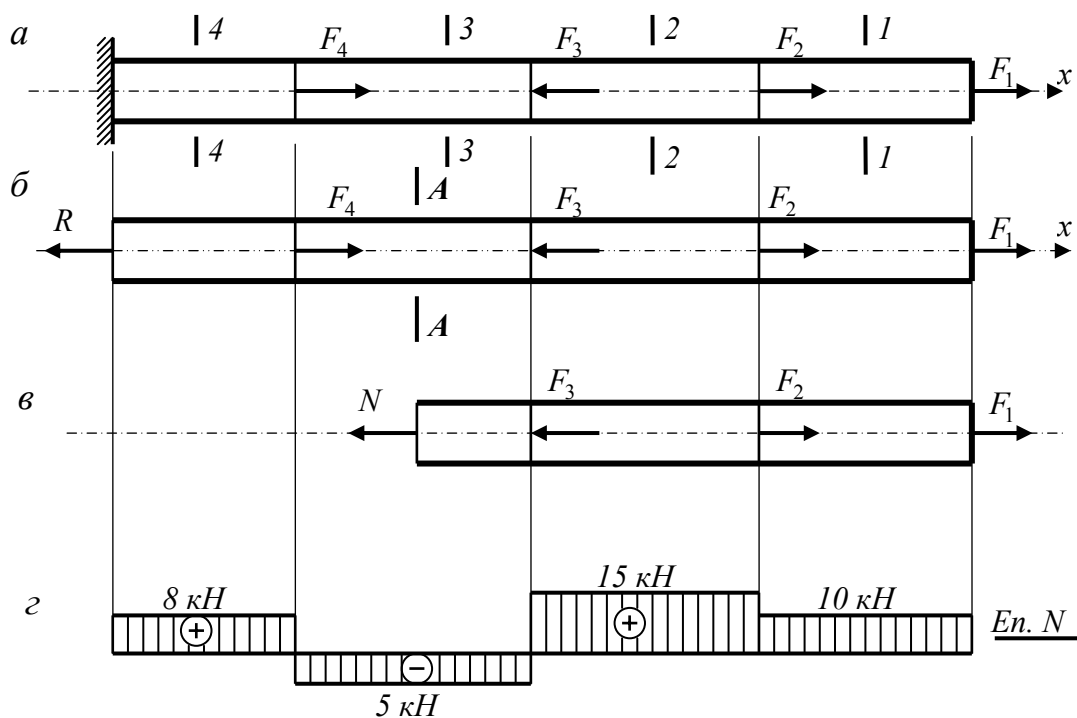 а 4 F₄ 3 F₃ 2 F₂ 1 F₁ x
4 3 2 1
б R F₄ A F₃ F₂ F₁ x
A
в N F₃ F₂ F₁
г 8 кН 15 кН 10 кН
+ + Еп. N
−
5 кН